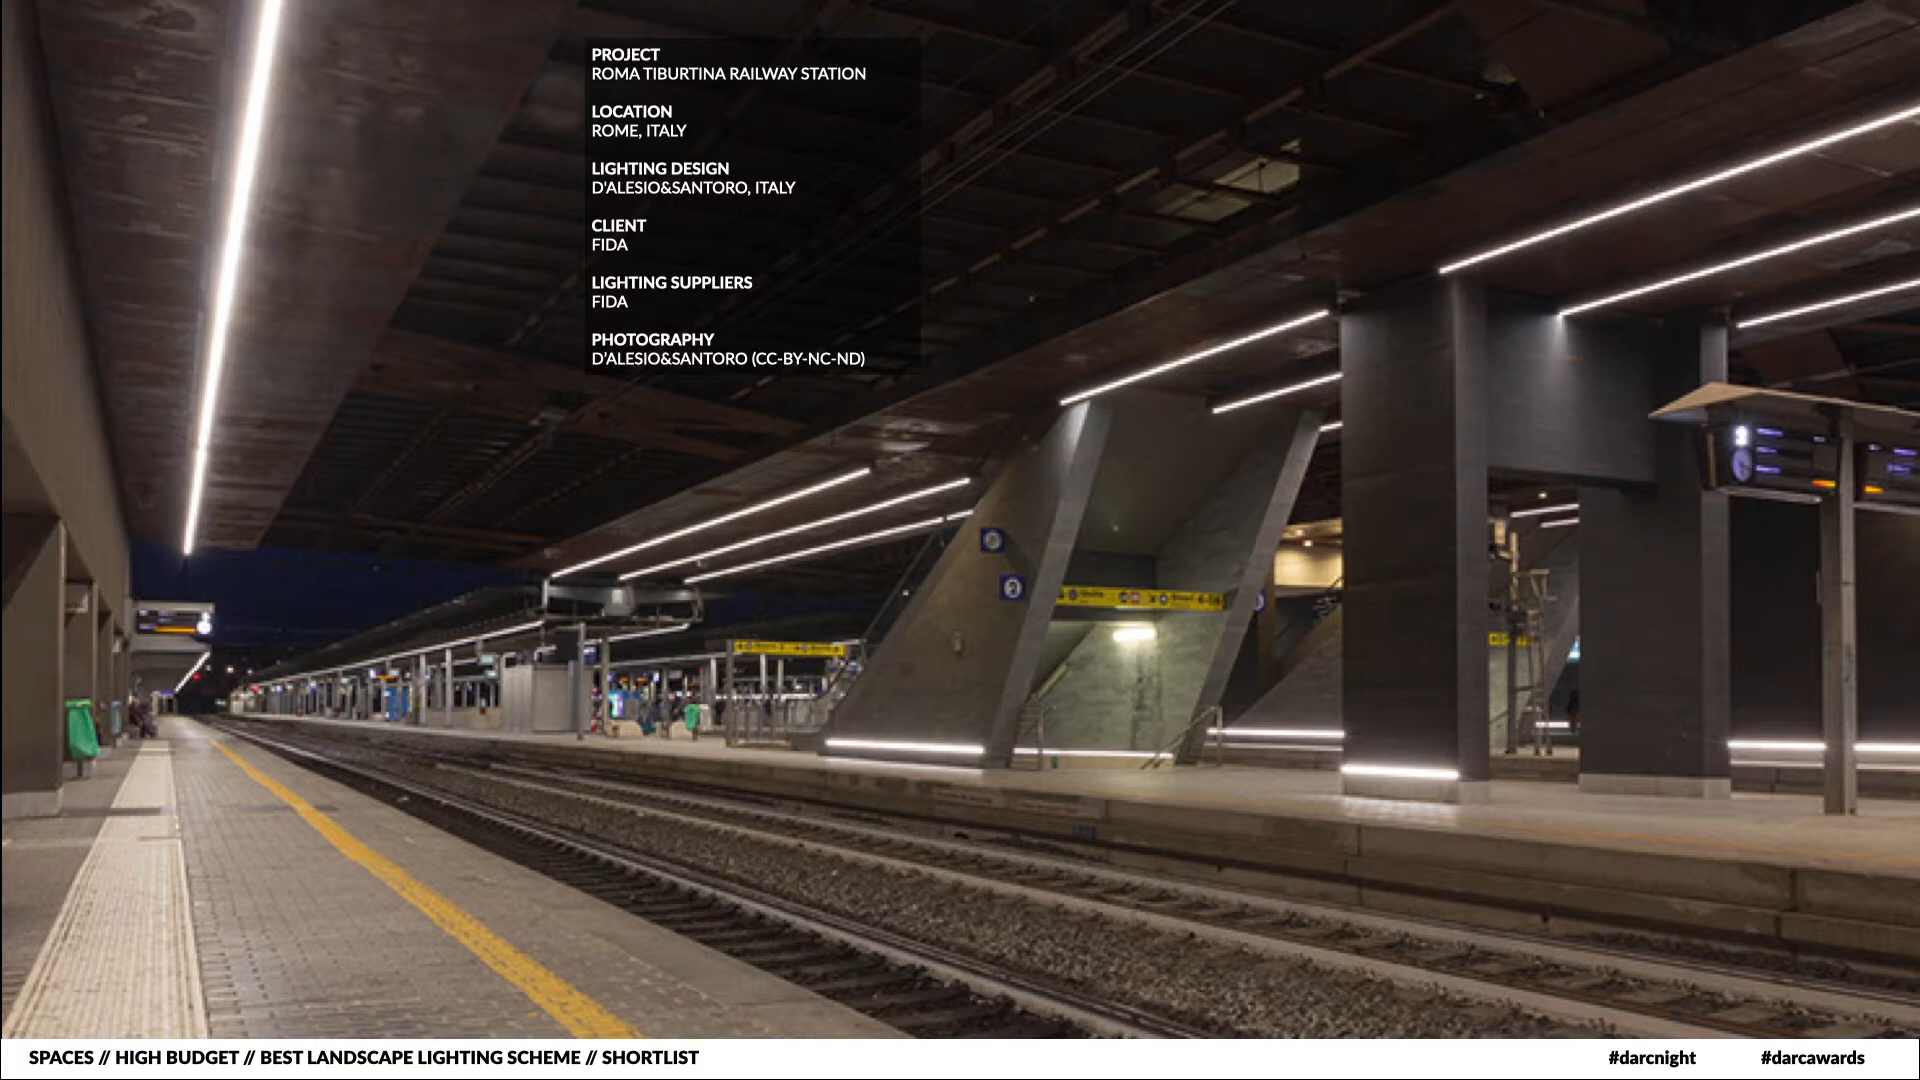 PROJECT
ROMA TIBURTINA RAILWAY STATION
LOCATION
ROME, ITALY
LIGHTING DESIGN
D'ALESIO&SANTORO, ITALY
CLIENT
FIDA
LIGHTING SUPPLIERS
FIDA
PHOTOGRAPHY
D'ALESIO&SANTORO (CC-BY-NC-ND)
2
SPACES // HIGH BUDGET // BEST LANDSCAPE LIGHTING SCHEME // SHORTLIST
#darcnight
#darcawards